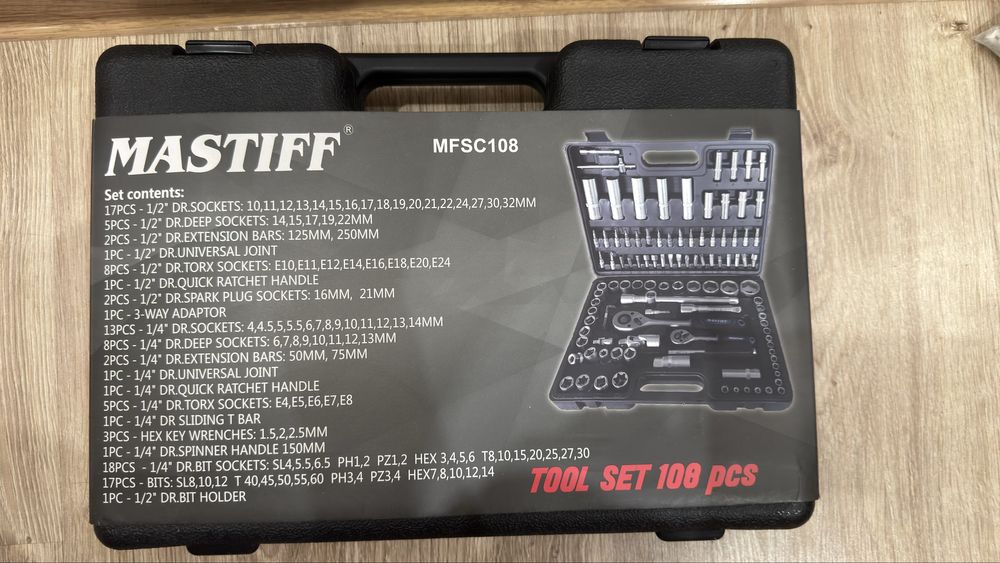 MASTIFF®
MFSC108
Set contents:
17PCS - 1/2" DR.SOCKETS: 10,11,12,13,14,15,16,17,18,19,20,21,22,24,27,30,32MM
5PCS - 1/2" DR.DEEP SOCKETS: 14,15,17,19,22MM
2PCS - 1/2" DR.EXTENSION BARS: 125MM, 250MM
1PC - 1/2" DR.UNIVERSAL JOINT
8PCS - 1/2" DR.TORX SOCKETS: E10,E11,E12,E14,E16,E18,E20,E24
1PC - 1/2" DR.QUICK RATCHET HANDLE
2PCS - 1/2" DR.SPARK PLUG SOCKETS: 16MM, 21MM
1PC - 3-WAY ADAPTOR
13PCS - 1/4" DR.SOCKETS: 4,4.5,5,5.5,6,7,8,9,10,11,12,13,14MM
8PCS - 1/4" DR.DEEP SOCKETS: 6,7,8,9,10,11,12,13MM
2PCS - 1/4" DR.EXTENSION BARS: 50MM, 75MM
1PC - 1/4" DR.UNIVERSAL JOINT
1PC - 1/4" DR.QUICK RATCHET HANDLE
5PCS - 1/4" DR.TORX SOCKETS: E4,E5,E6,E7,E8
1PC - 1/4" DR SLIDING T BAR
3PCS - HEX KEY WRENCHES: 1.5,2,2.5MM
1PC - 1/4" DR.SPINNER HANDLE 150MM
18PCS - 1/4" DR.BIT SOCKETS: SL4,5.5,6.5 PH1,2 PZ1,2 HEX 3,4,5,6 T8,10,15,20,25,27,30
17PCS - BITS: SL8,10,12 T 40,45,50,55,60 PH3,4 PZ3,4 HEX7,8,10,12,14
1PC - 1/2" DR.BIT HOLDER
TOOL SET 108 pcs